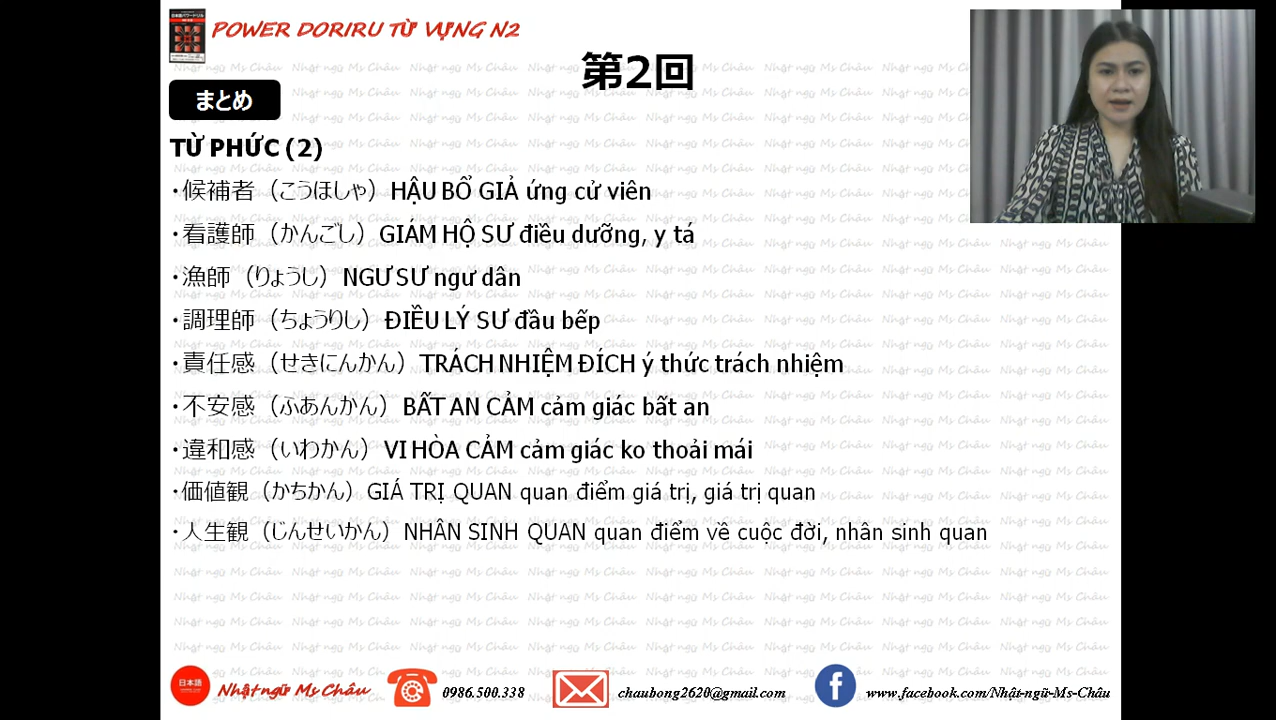 POWER DORIRU TỪ VỰNG N2
第2回
まとめ
TỪ PHỨC (2)
・候補者（こうほしゃ）HẬU BỔ GIẢ ứng cử viên
・看護師（かんごし）GIÁM HỘ SƯ điều dưỡng, y tá
・漁師（りょうし）NGƯ SƯ ngư dân
・調理師（ちょうりし）ĐIỀU LÝ SƯ đầu bếp
・責任感（せきにんかん）TRÁCH NHIỆM ĐÍCH ý thức trách nhiệm
・不安感（ふあんかん）BẤT AN CẢM cảm giác bất an
・違和感（いわかん）VI HÒA CẢM cảm giác ko thoải mái
・価値観（かちかん）GIÁ TRỊ QUAN quan điểm giá trị, giá trị quan
・人生観（じんせいかん）NHÂN SINH QUAN quan điểm về cuộc đời, nhân sinh quan
日本語
Nhật ngữ Ms Châu
0986.500.338
chaubong2620@gmail.com
www.facebook.com/Nhật-ngữ-Ms-Châu